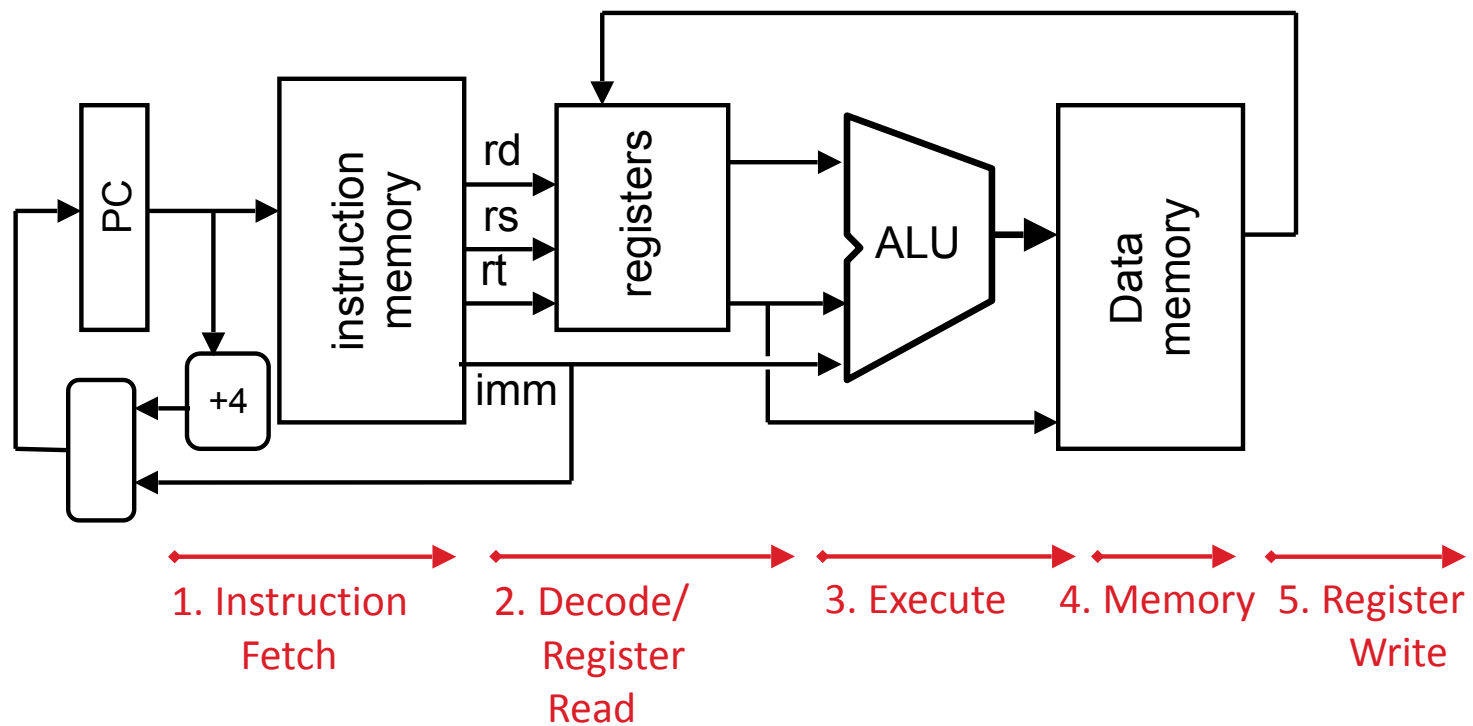 PC
+4
instruction
memory
rd
rs
rt
imm
registers
ALU
Data
memory
1. Instruction
Fetch
2. Decode/
Register
Read
3. Execute
4. Memory
5. Register
Write